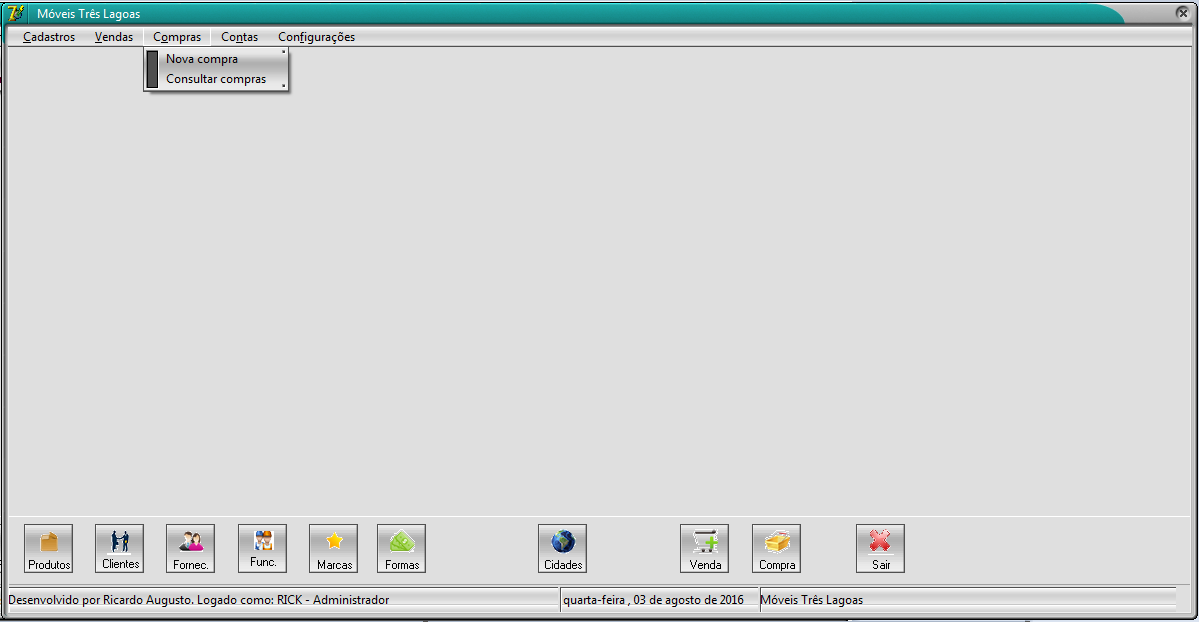 Móveis Três Lagoas
Cadastros Vendas Compras Contas Configurações
Nova compra
Consultar compras
Produtos Clientes Fornec. Func. Marcas Formas Cidades Venda Compra Sair
Desenvolvido por Ricardo Augusto. Logado como: RICK - Administrador quarta-feira , 03 de agosto de 2016 Móveis Três Lagoas